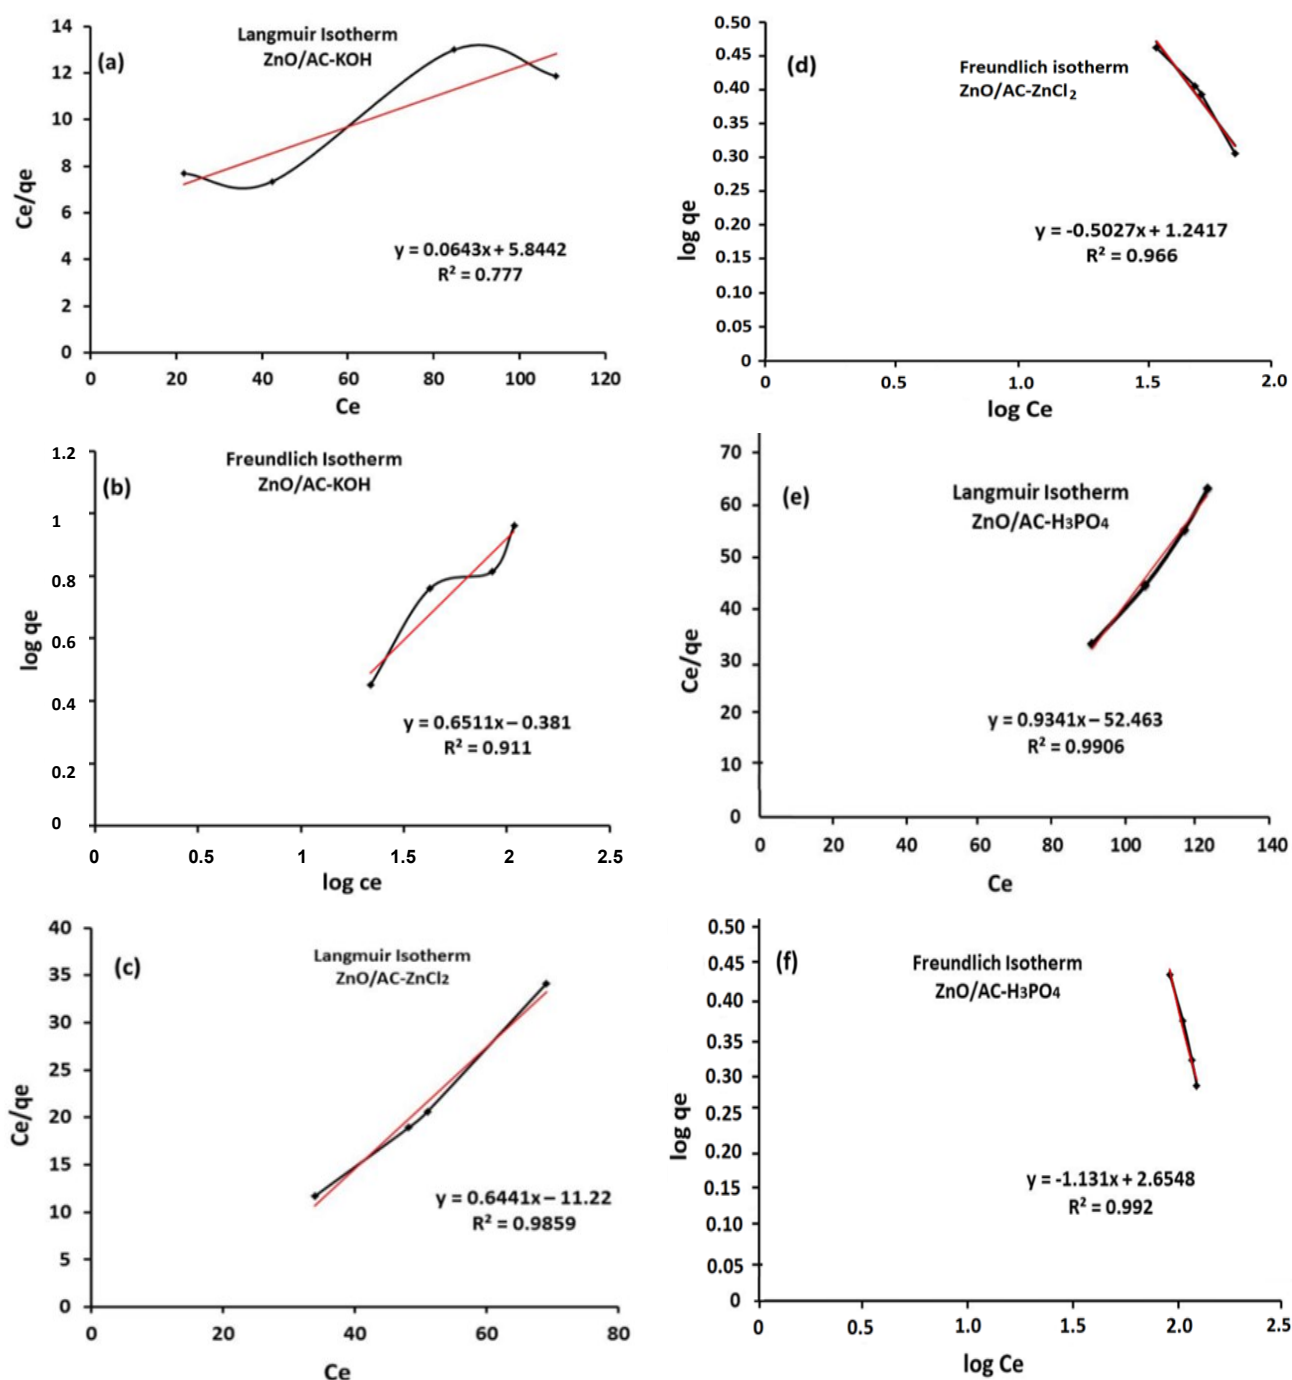 (a)
Langmuir Isotherm
ZnO/AC-KOH
14
12
10
8
6
4
2
0
Ce/qe
y = 0.0643x + 5.8442
R² = 0.777
0 20 40 60 80 100 120
Ce
(b)
Freundlich Isotherm
ZnO/AC-KOH
1.2
1
0.8
0.6
0.4
0.2
0
log qe
y = 0.6511x – 0.381
R² = 0.911
0 0.5 1 1.5 2 2.5
log ce
(c)
Langmuir Isotherm
ZnO/AC-ZnCl₂
40
35
30
25
20
15
10
5
0
Ce/qe
y = 0.6441x – 11.22
R² = 0.9859
0 20 40 60 80
Ce
(d)
Freundlich isotherm
ZnO/AC-ZnCl₂
0.50
0.45
0.40
0.35
0.30
0.25
0.20
0.15
0.10
0.05
0
log qe
y = -0.5027x + 1.2417
R² = 0.966
0 0.5 1.0 1.5 2.0
log Ce
(e)
Langmuir Isotherm
ZnO/AC-H₃PO₄
70
60
50
40
30
20
10
0
Ce/qe
y = 0.9341x – 52.463
R² = 0.9906
0 20 40 60 80 100 120 140
Ce
(f)
Freundlich Isotherm
ZnO/AC-H₃PO₄
0.50
0.45
0.40
0.35
0.30
0.25
0.20
0.15
0.10
0.05
0
log qe
y = -1.131x + 2.6548
R² = 0.992
0 0.5 1.0 1.5 2.0 2.5
log Ce